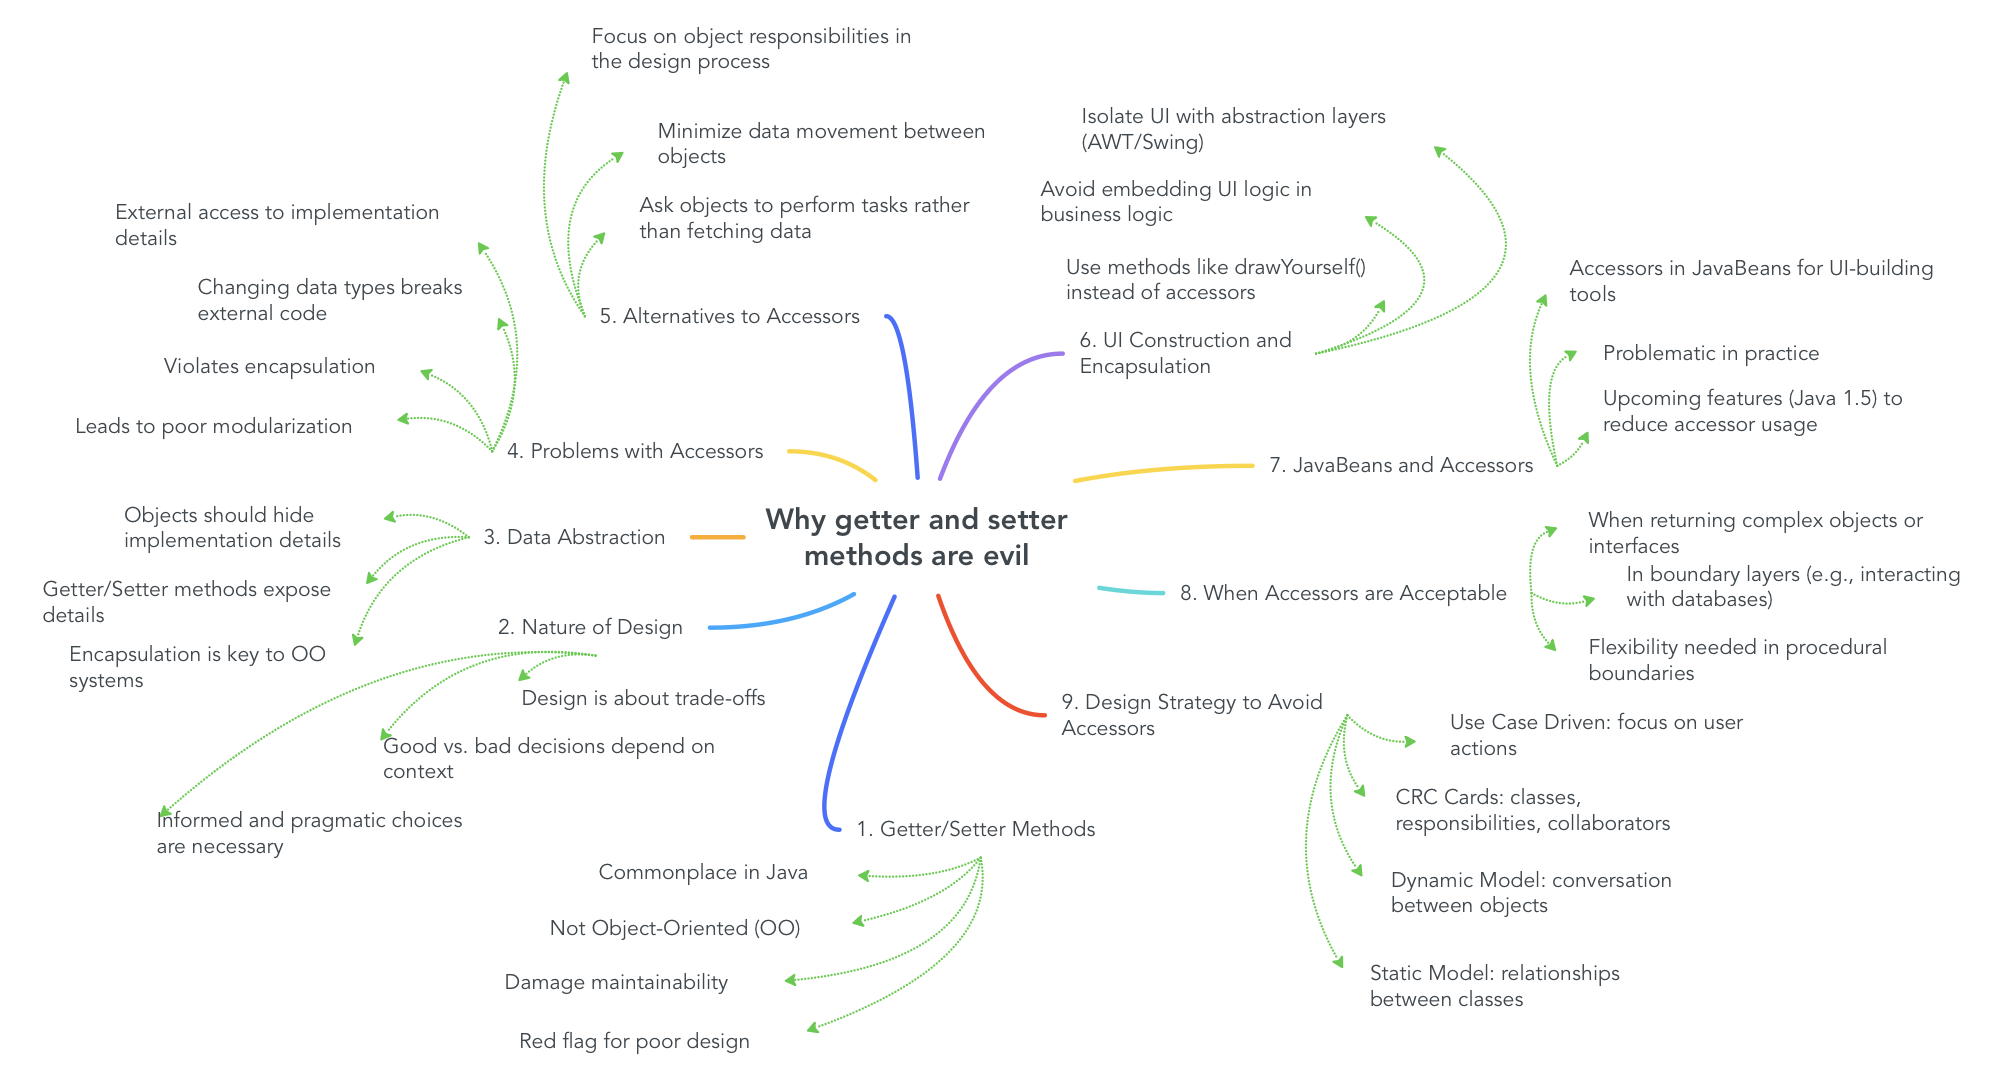 Why getter and setter
methods are evil
1. Getter/Setter Methods
Commonplace in Java
Not Object-Oriented (OO)
Damage maintainability
Red flag for poor design
2. Nature of Design
Design is about trade-offs
Good vs. bad decisions depend on
context
Informed and pragmatic choices
are necessary
3. Data Abstraction
Objects should hide
implementation details
Getter/Setter methods expose
details
Encapsulation is key to OO
systems
4. Problems with Accessors
External access to implementation
details
Changing data types breaks
external code
Violates encapsulation
Leads to poor modularization
5. Alternatives to Accessors
Focus on object responsibilities in
the design process
Minimize data movement between
objects
Ask objects to perform tasks rather
than fetching data
6. UI Construction and
Encapsulation
Isolate UI with abstraction layers
(AWT/Swing)
Avoid embedding UI logic in
business logic
Use methods like drawYourself()
instead of accessors
7. JavaBeans and Accessors
Accessors in JavaBeans for UI-building
tools
Problematic in practice
Upcoming features (Java 1.5) to
reduce accessor usage
8. When Accessors are Acceptable
When returning complex objects or
interfaces
In boundary layers (e.g., interacting
with databases)
Flexibility needed in procedural
boundaries
9. Design Strategy to Avoid
Accessors
Use Case Driven: focus on user
actions
CRC Cards: classes,
responsibilities, collaborators
Dynamic Model: conversation
between objects
Static Model: relationships
between classes